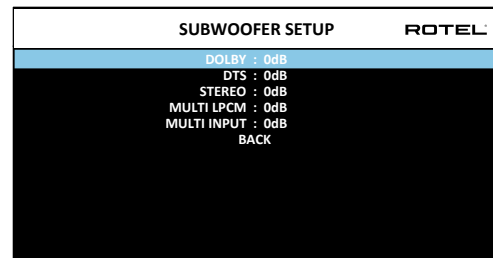 SUBWOOFER SETUP ROTEL
DOLBY : 0dB
DTS : 0dB
STEREO : 0dB
MULTI LPCM : 0dB
MULTI INPUT : 0dB
BACK